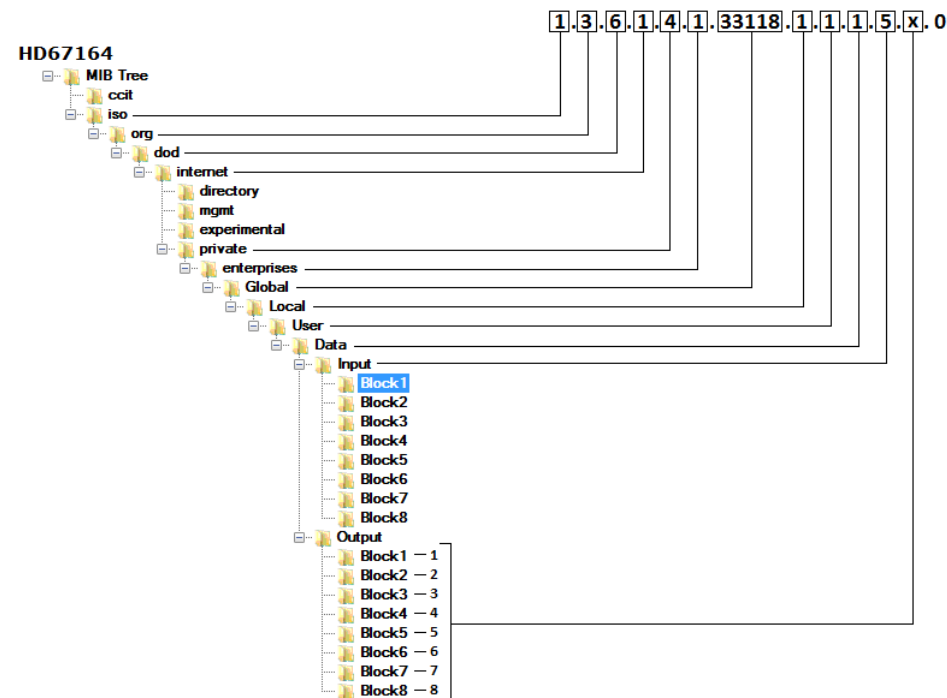 1.3.6.1.4.1.33118.1.1.1.5.x.0
HD67164
MIB Tree
ccit
iso
org
dod
internet
directory
mgmt
experimental
private
enterprises
Global
Local
User
Data
Input
Block1
Block2
Block3
Block4
Block5
Block6
Block7
Block8
Output
Block1 — 1
Block2 — 2
Block3 — 3
Block4 — 4
Block5 — 5
Block6 — 6
Block7 — 7
Block8 — 8